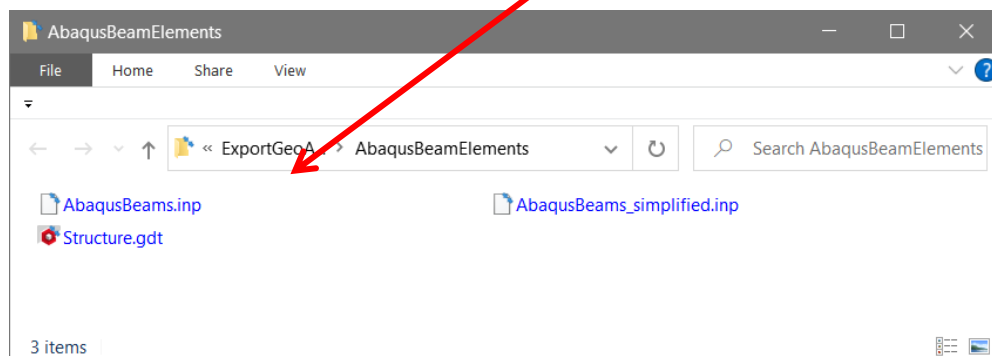 AbaqusBeamElements
File Home Share View
« ExportGeoA > AbaqusBeamElements Search AbaqusBeamElements
AbaqusBeams.inp AbaqusBeams_simplified.inp
Structure.gdt
3 items